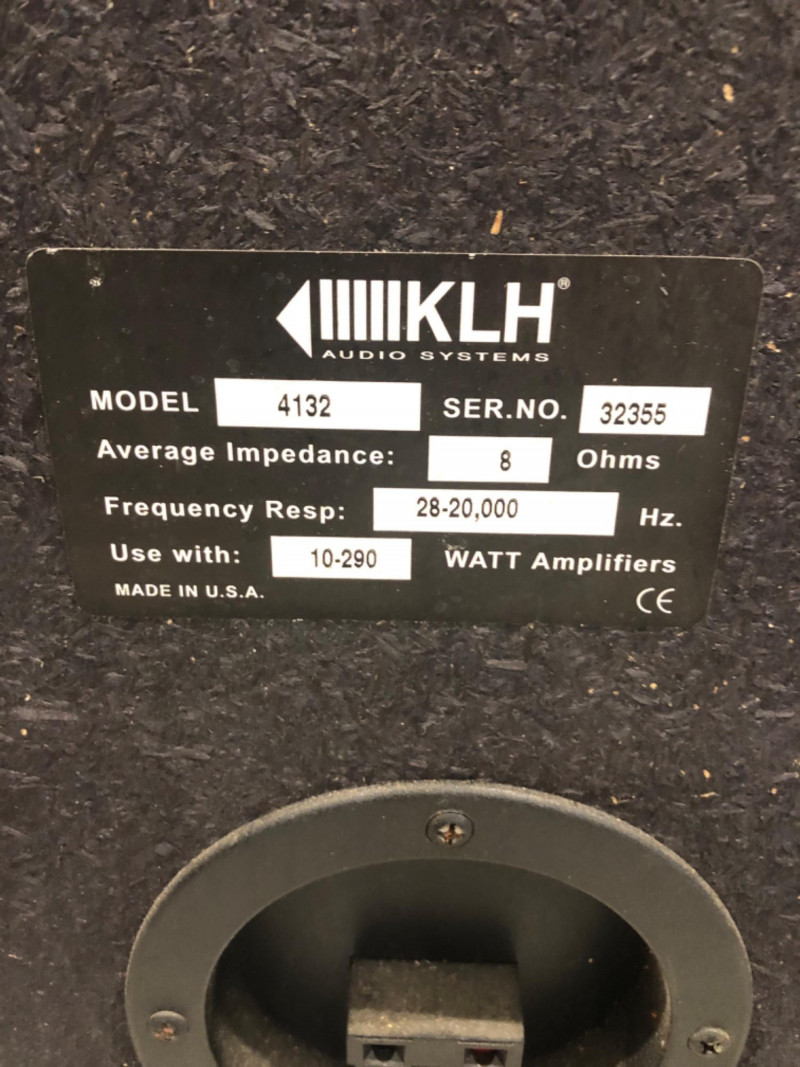 KLH®
AUDIO SYSTEMS
MODEL 4132 SER.NO. 32355
Average Impedance: 8 Ohms
Frequency Resp: 28-20,000 Hz.
Use with: 10-290 WATT Amplifiers
MADE IN U.S.A. CE